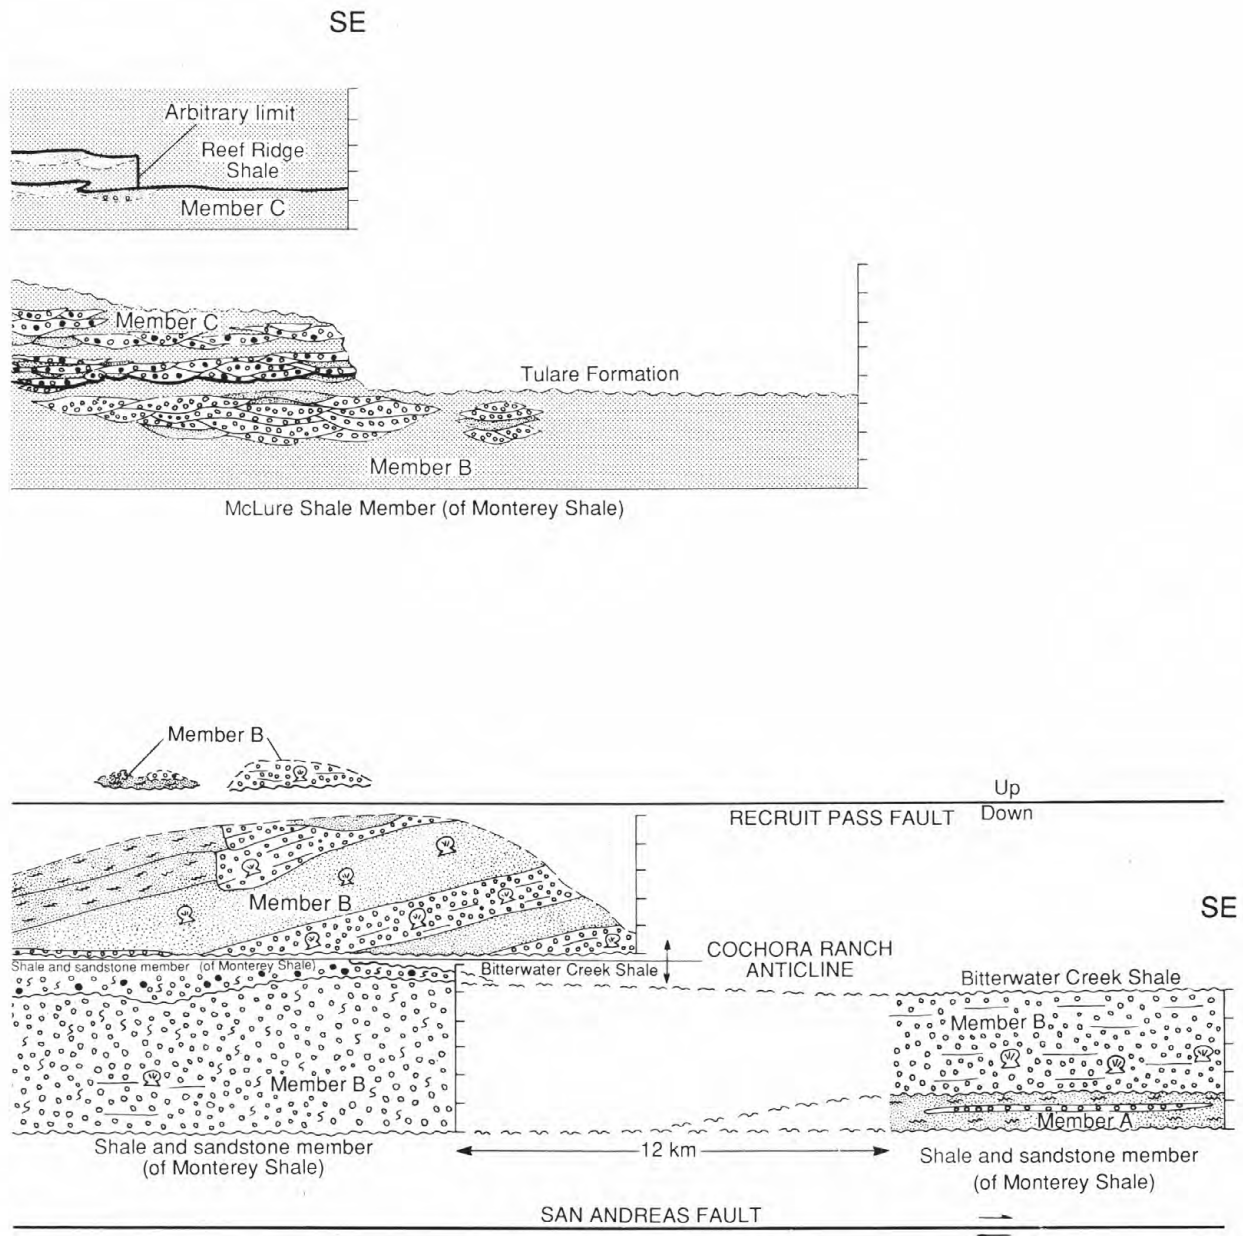 SE
Arbitrary limit
Reef Ridge
Shale
Member C
Member C
Tulare Formation
Member B
McLure Shale Member (of Monterey Shale)
Member B
Up
RECRUIT PASS FAULT
Down
Member B
SE
COCHORA RANCH
ANTICLINE
Shale and sandstone member (of Monterey Shale)
Bitterwater Creek Shale
Bitterwater Creek Shale
Member B
Member B
Member A
Shale and sandstone member
(of Monterey Shale)
12 km
Shale and sandstone member
(of Monterey Shale)
SAN ANDREAS FAULT